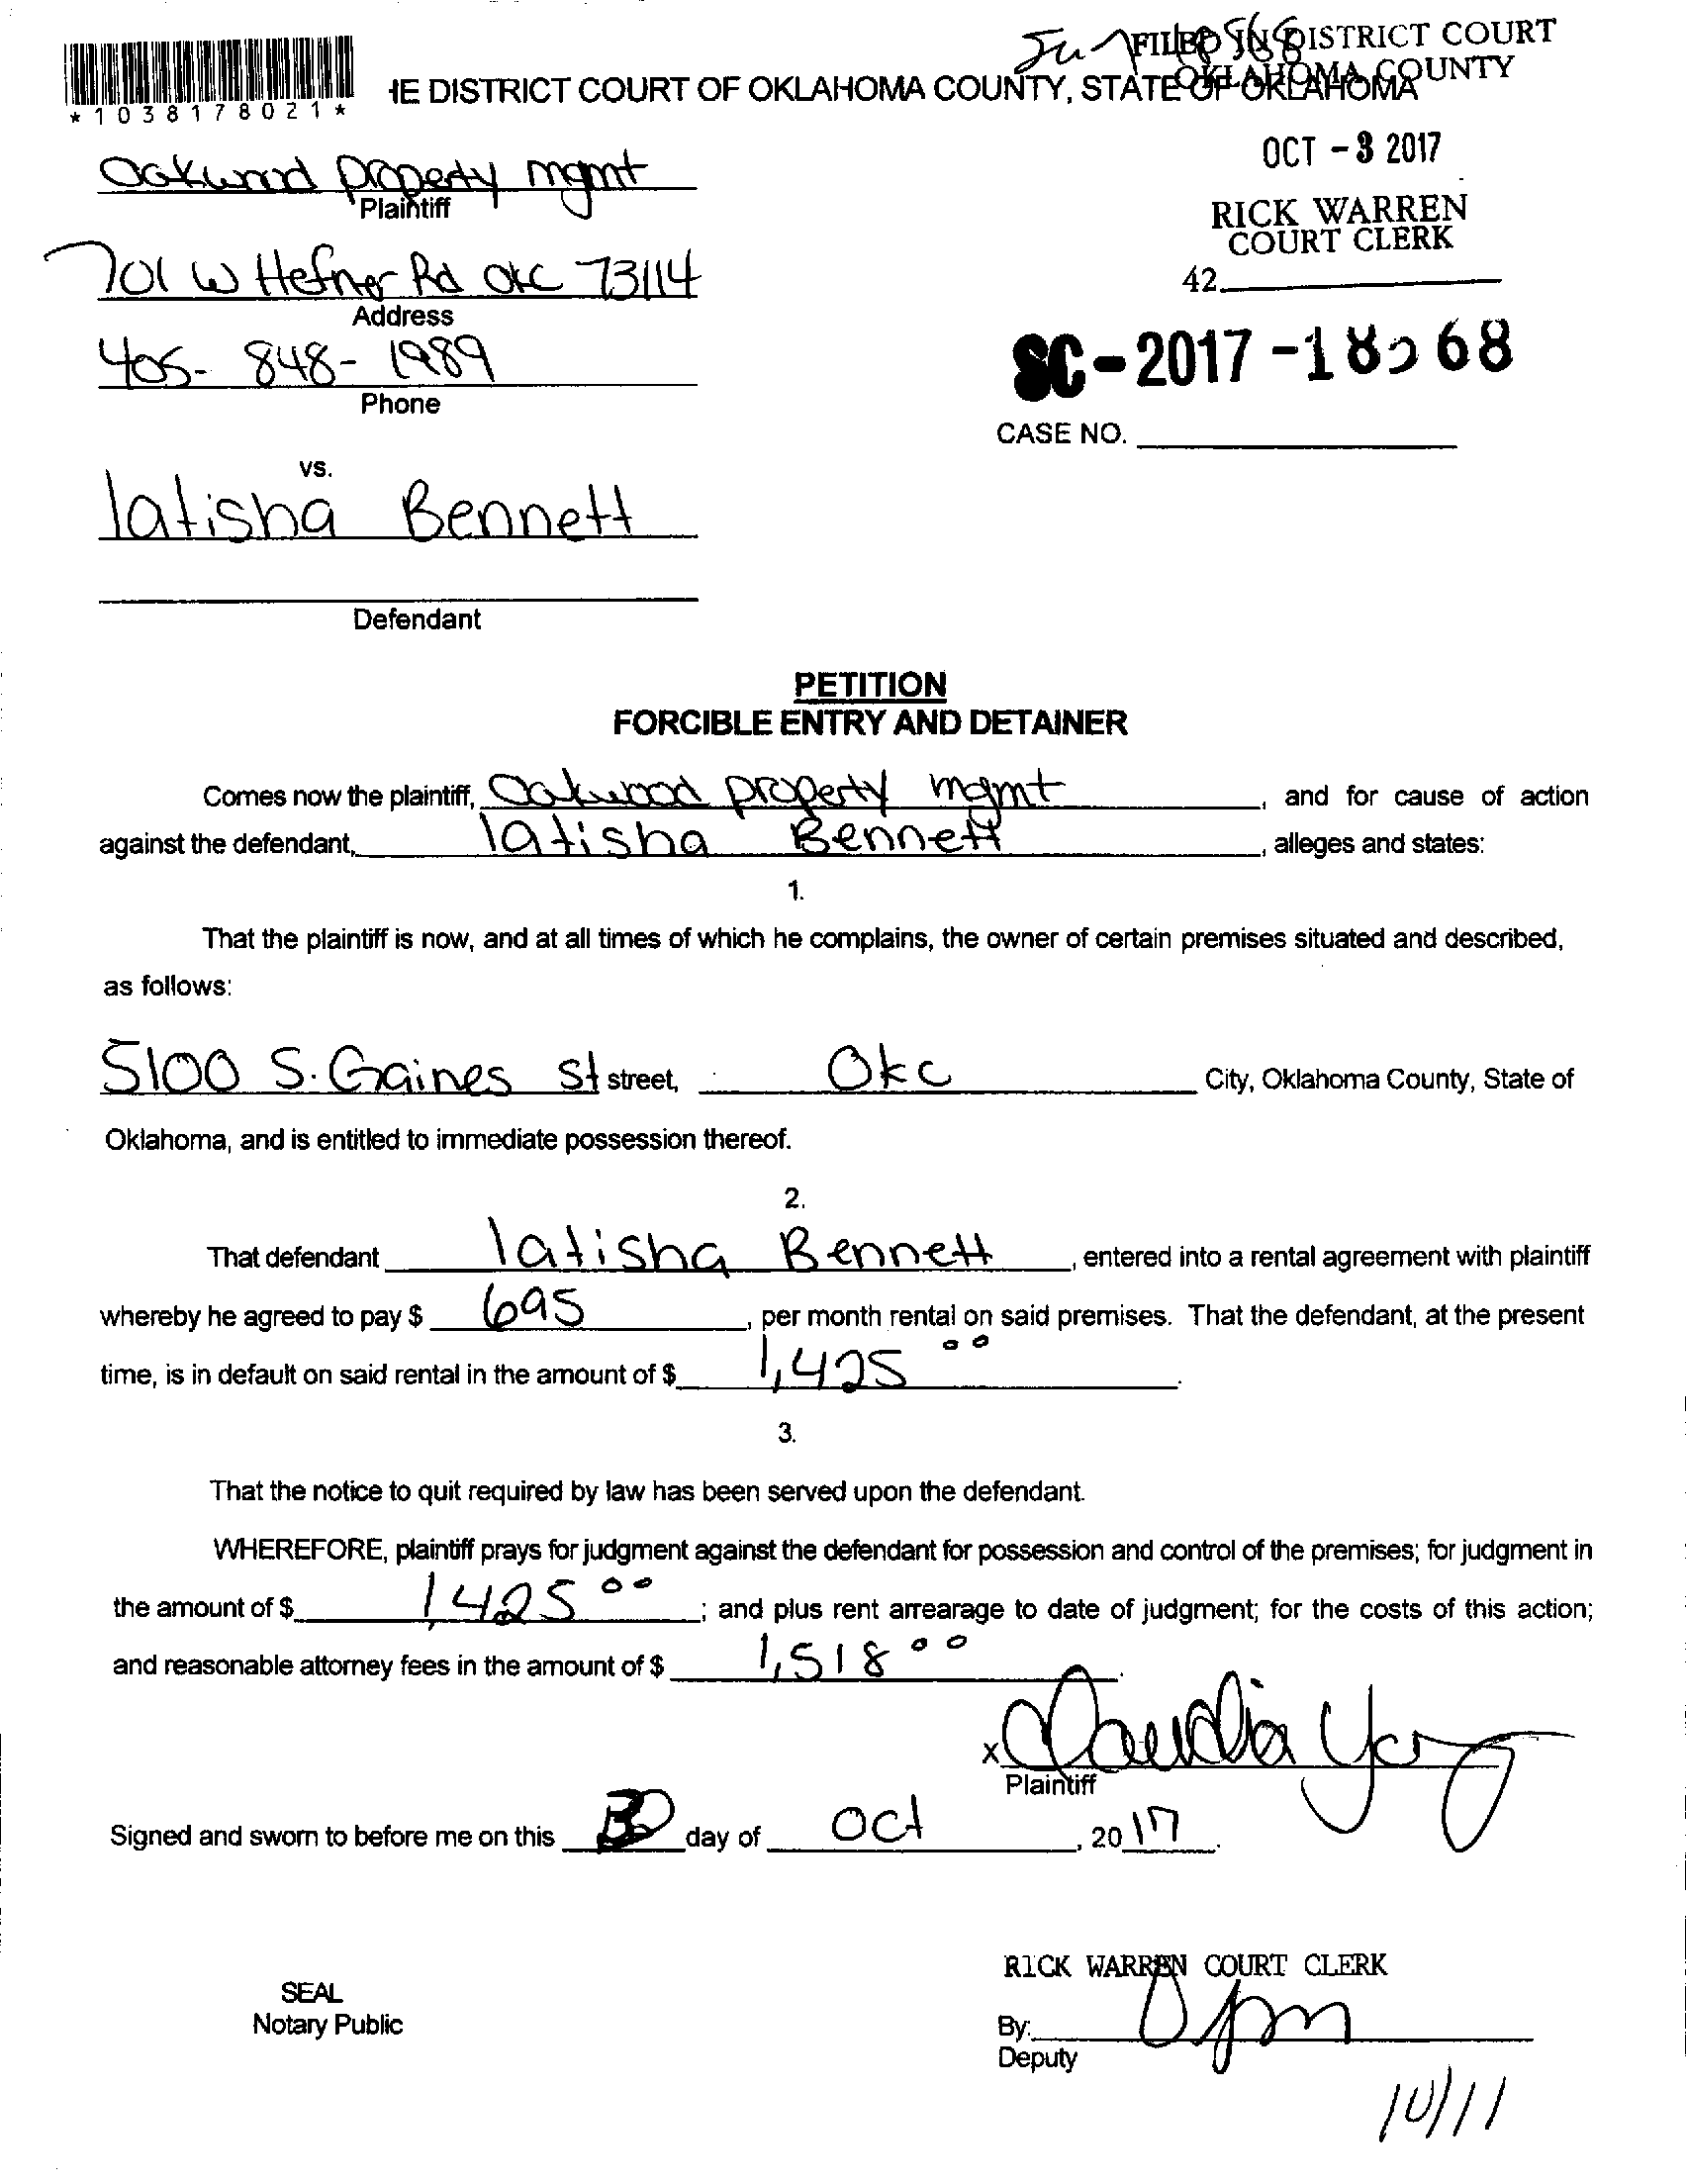 FILED IN DISTRICT COURT
OKLAHOMA COUNTY
*1038178021*
HE DISTRICT COURT OF OKLAHOMA COUNTY, STATE OF OKLAHOMA
OCT -3 2017
Oakwood property mgmt
Plaintiff
RICK WARREN
COURT CLERK
701 W Hefner Rd OKC 73114
Address
42
405- 848- 1989
Phone
SC-2017-18568
CASE NO.
vs.
latisha Bennett
Defendant
PETITION
FORCIBLE ENTRY AND DETAINER
Comes now the plaintiff, Oakwood property mgmt, and for cause of action
against the defendant, latisha Bennett, alleges and states:
1.
That the plaintiff is now, and at all times of which he complains, the owner of certain premises situated and described,
as follows:
5100 S. Gaines St street, Okc City, Oklahoma County, State of
Oklahoma, and is entitled to immediate possession thereof.
2.
That defendant latisha Bennett, entered into a rental agreement with plaintiff
whereby he agreed to pay $ 695, per month rental on said premises. That the defendant, at the present
time, is in default on said rental in the amount of $ 1,425 00.
3.
That the notice to quit required by law has been served upon the defendant.
WHEREFORE, plaintiff prays for judgment against the defendant for possession and control of the premises; for judgment in
the amount of $ 1,425 00; and plus rent arrearage to date of judgment; for the costs of this action;
and reasonable attorney fees in the amount of $ 1,518 00.
x Claudia
Plaintiff
Signed and sworn to before me on this day of Oct, 2017.
RICK WARREN COURT CLERK
SEAL
Notary Public
By:
Deputy
10/11